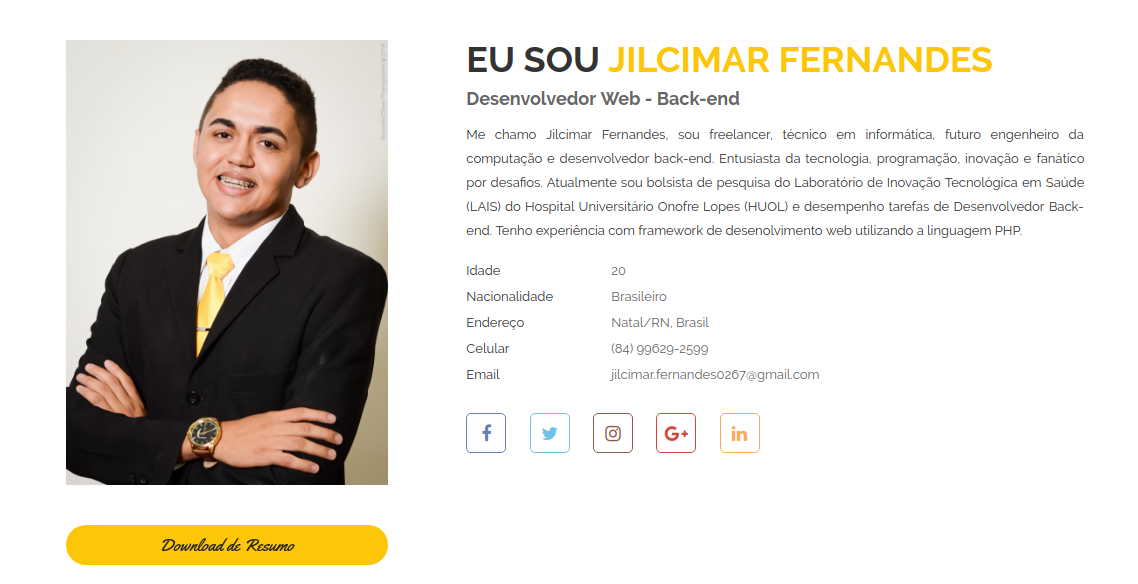 EU SOU JILCIMAR FERNANDES
Desenvolvedor Web - Back-end
Me chamo Jilcimar Fernandes, sou freelancer, técnico em informática, futuro engenheiro da
computação e desenvolvedor back-end. Entusiasta da tecnologia, programação, inovação e fanático
por desafios. Atualmente sou bolsista de pesquisa do Laboratório de Inovação Tecnológica em Saúde
(LAIS) do Hospital Universitário Onofre Lopes (HUOL) e desempenho tarefas de Desenvolvedor Back-
end. Tenho experiência com framework de desenolvimento web utilizando a linguagem PHP.
Idade 20
Nacionalidade Brasileiro
Endereço Natal/RN, Brasil
Celular (84) 99629-2599
Email jilcimar.fernandes0267@gmail.com
f G+ in
Download de Resumo